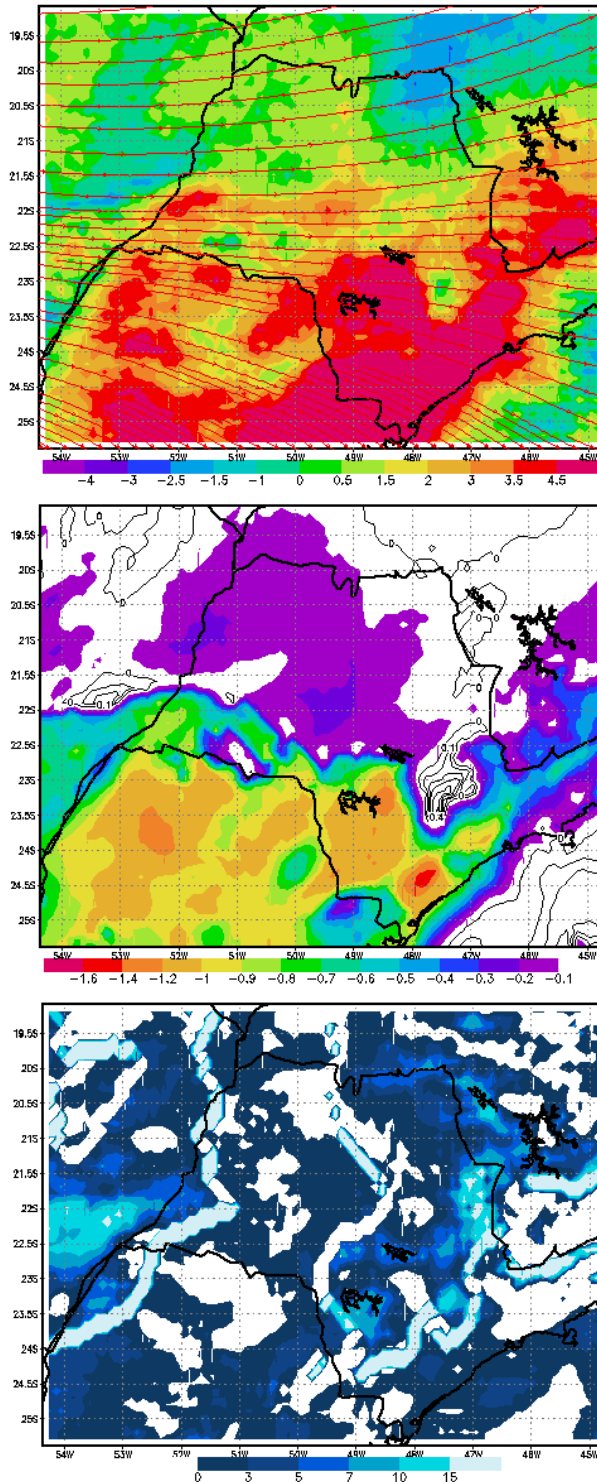 19.5S
20S
20.5S
21S
21.5S
22S
22.5S
23S
23.5S
24S
24.5S
25S
54W 53W 52W 51W 50W 49W 48W 47W 46W 45W
−4 −3 −2.5 −1.5 −1 0 0.5 1.5 2 3 3.5 4.5
19.5S
20S
20.5S
21S
21.5S
22S
22.5S
23S
23.5S
24S
24.5S
25S
54W 53W 52W 51W 50W 49W 48W 47W 46W 45W
−1.6 −1.4 −1.2 −1 −0.9 −0.8 −0.7 −0.6 −0.5 −0.4 −0.3 −0.2 −0.1
19.5S
20S
20.5S
21S
21.5S
22S
22.5S
23S
23.5S
24S
24.5S
25S
54W 53W 52W 51W 50W 49W 48W 47W 46W 45W
0 3 5 7 10 15